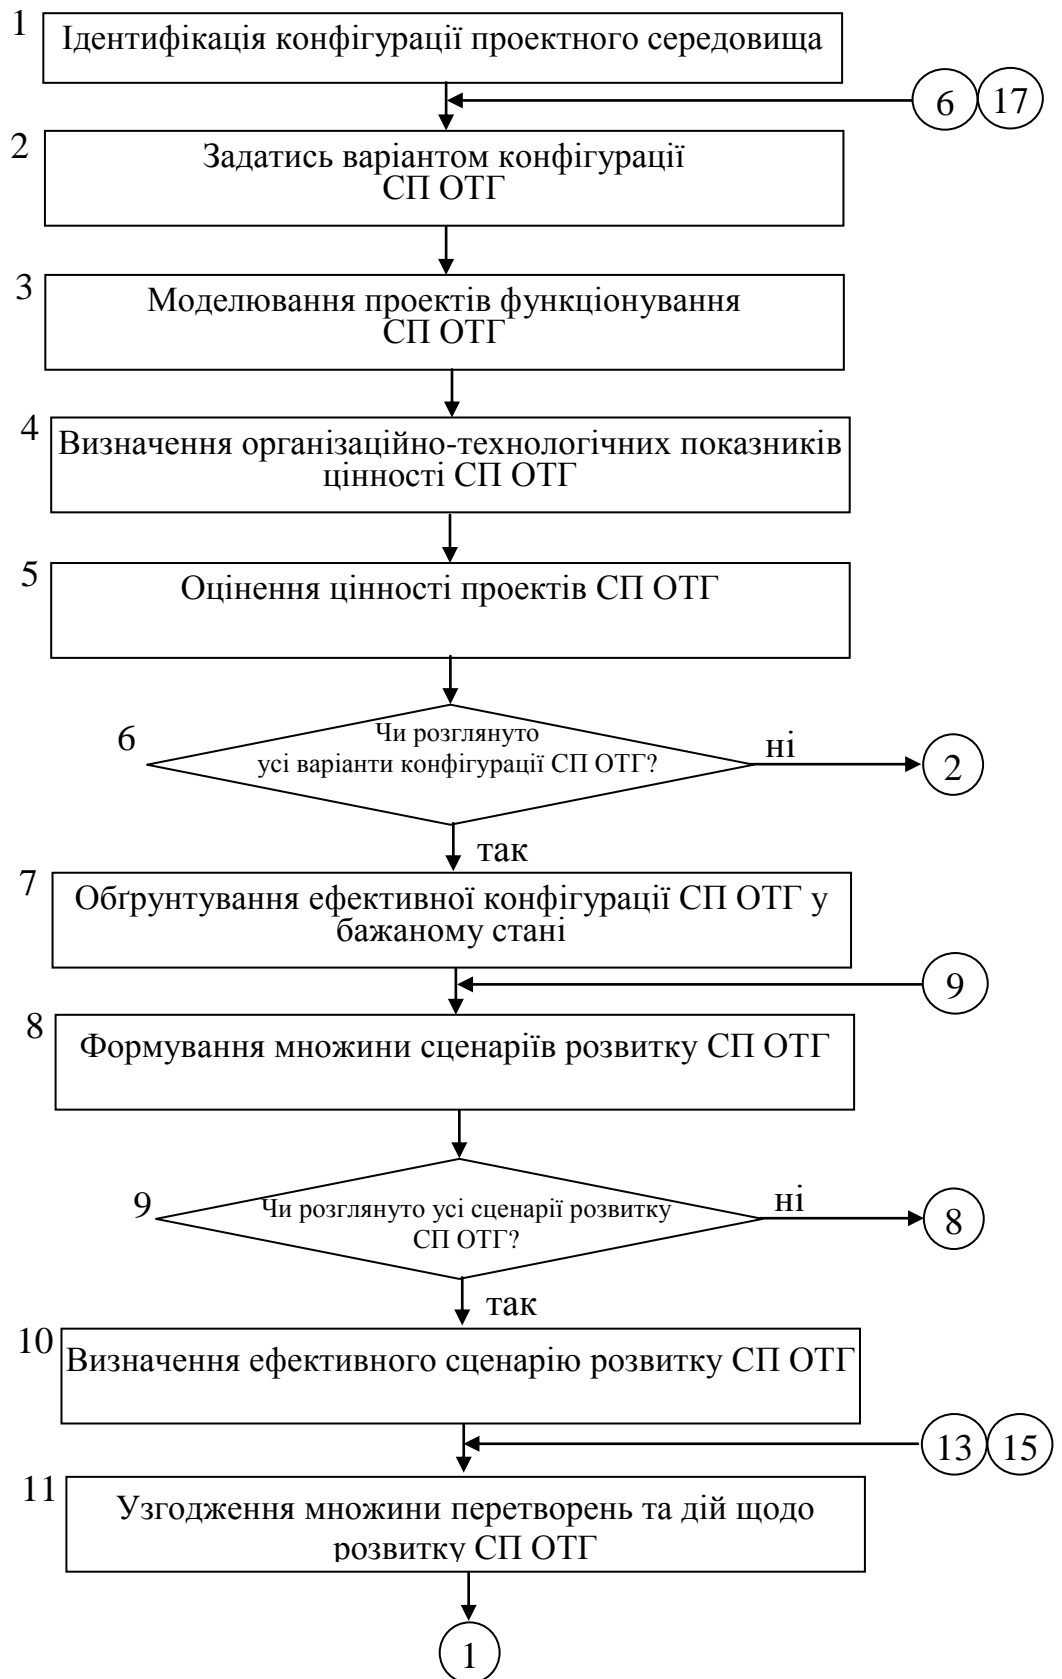 1
Ідентифікація конфігурації проектного середовища
6 17
2
Задатись варіантом конфігурації
СП ОТГ
3
Моделювання проектів функціонування
СП ОТГ
4
Визначення організаційно-технологічних показників
цінності СП ОТГ
5
Оцінення цінності проектів СП ОТГ
6
Чи розглянуто
усі варіанти конфігурації СП ОТГ?
ні
2
так
7
Обґрунтування ефективної конфігурації СП ОТГ у
бажаному стані
9
8
Формування множини сценаріїв розвитку СП ОТГ
9
Чи розглянуто усі сценарії розвитку
СП ОТГ?
ні
8
так
10
Визначення ефективного сценарію розвитку СП ОТГ
13 15
11
Узгодження множини перетворень та дій щодо
розвитку СП ОТГ
1